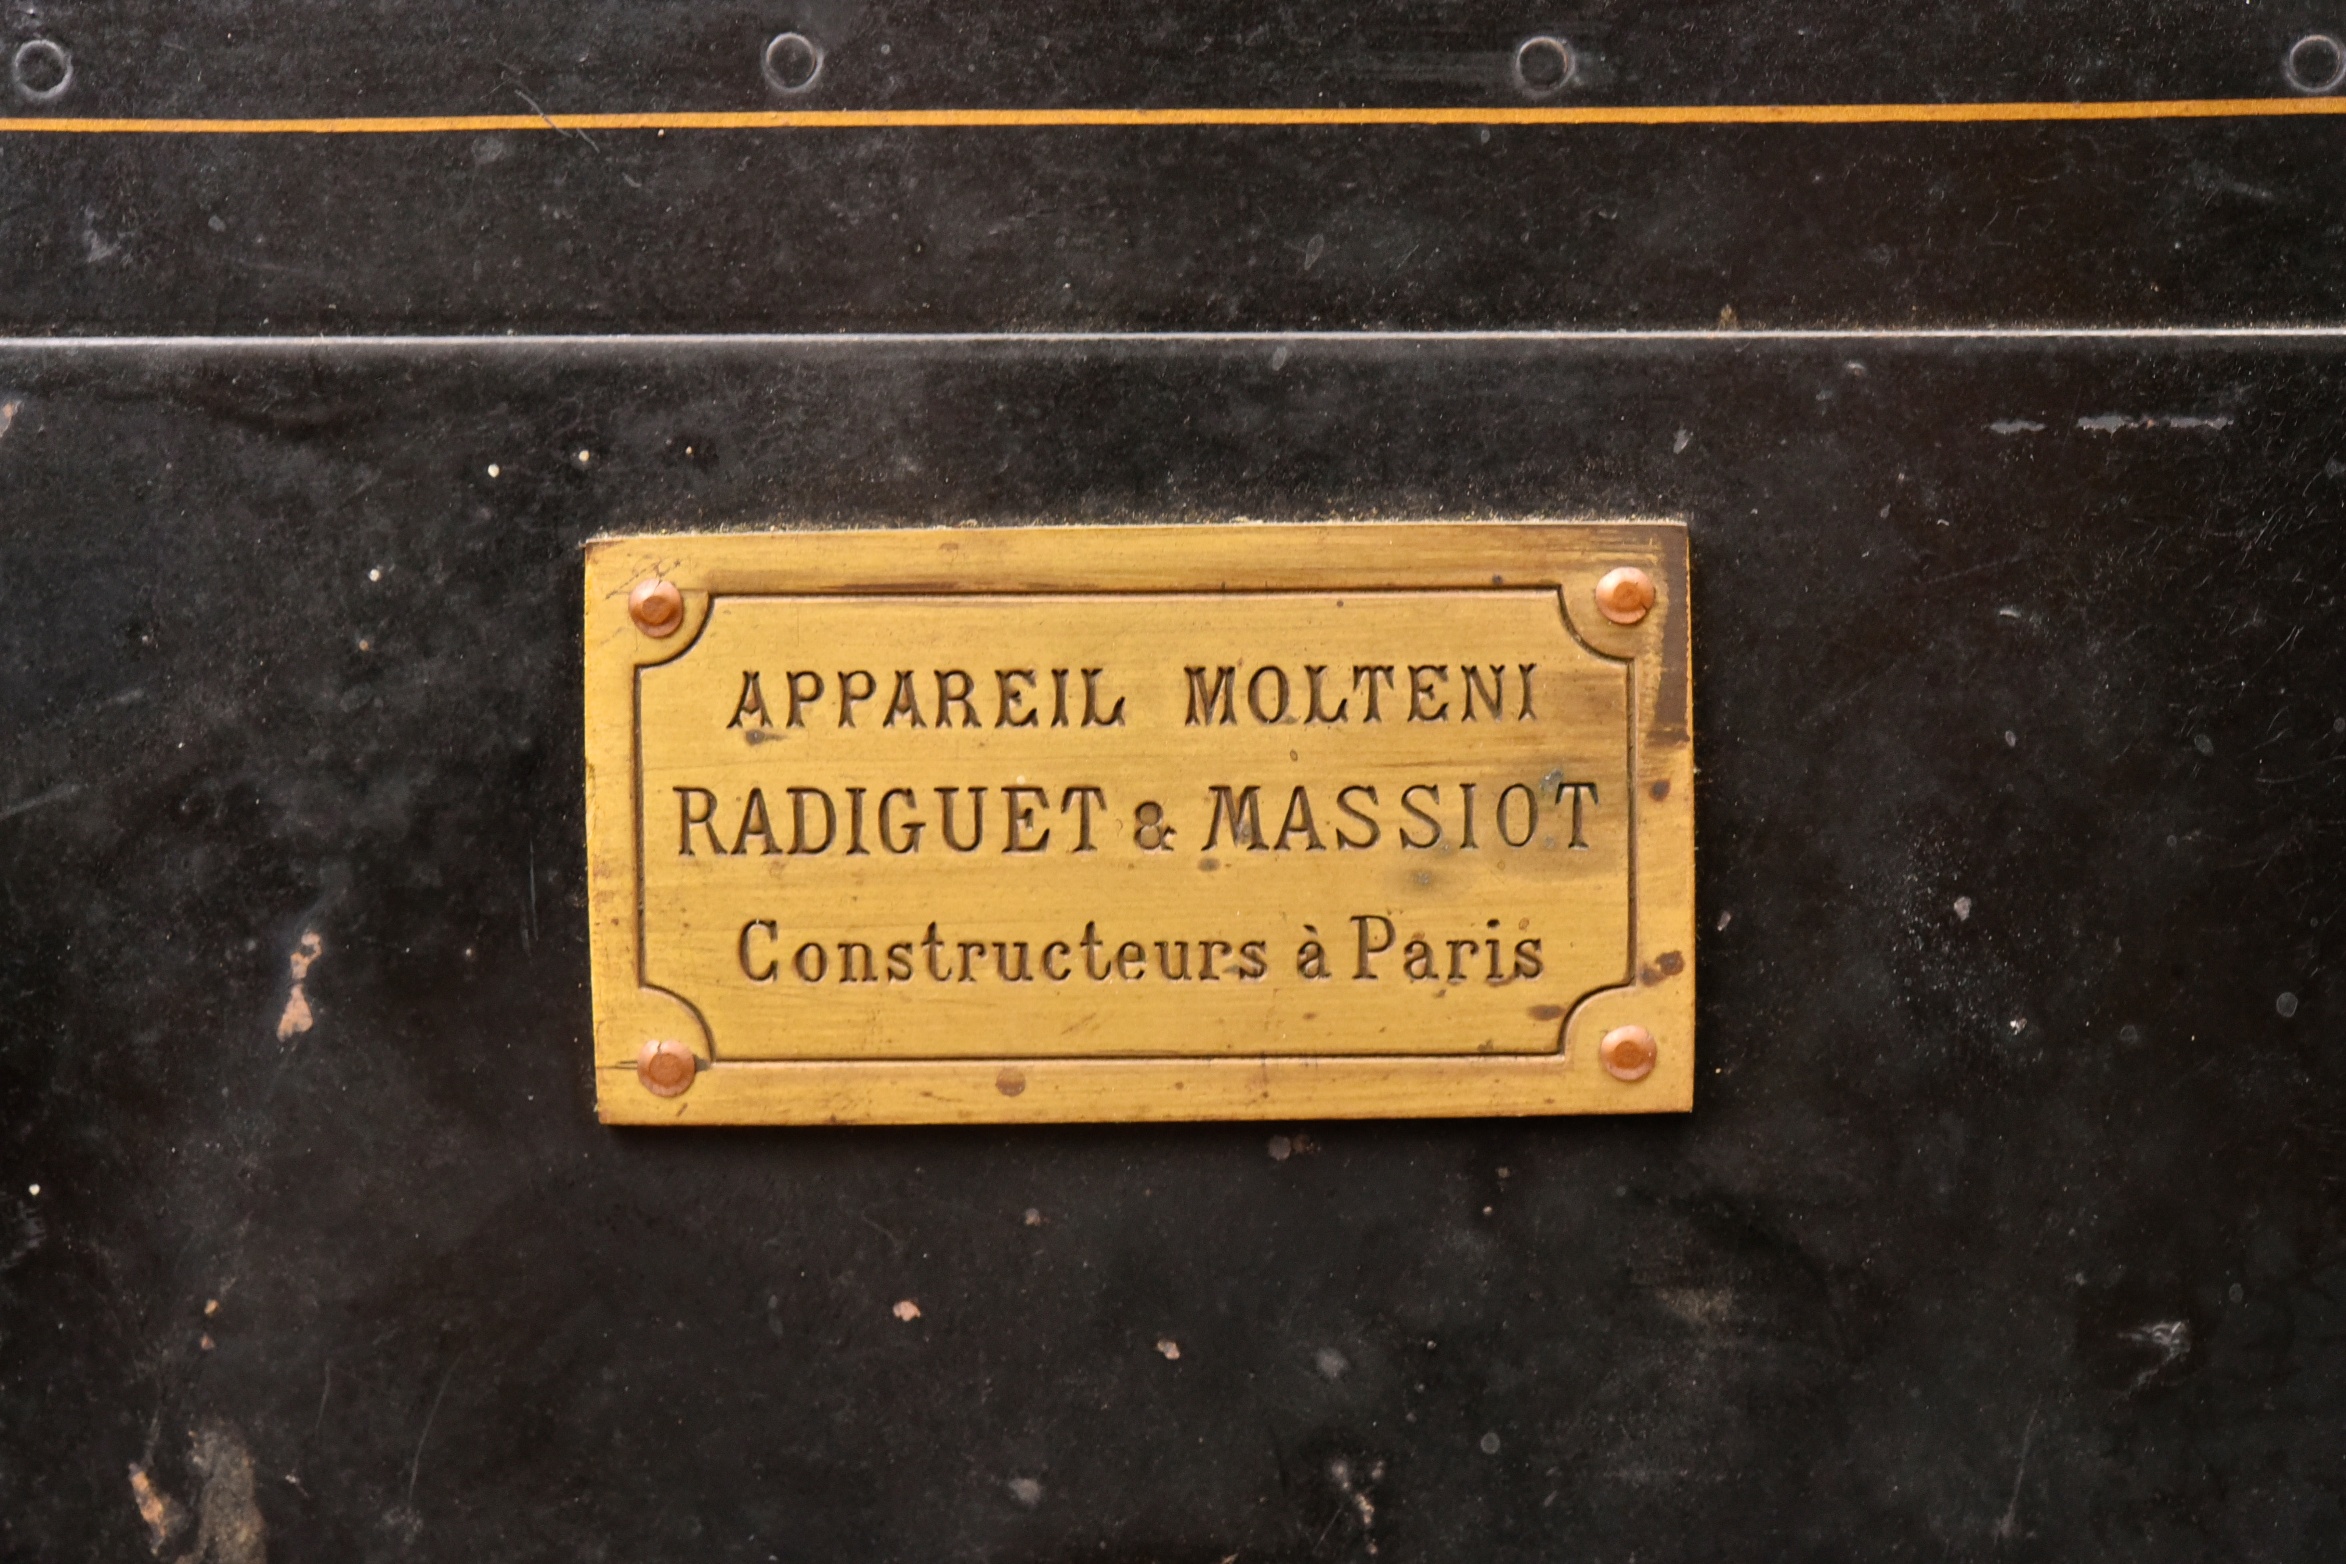 APPAREIL MOLTENI
RADIGUET & MASSIOT
Constructeurs à Paris